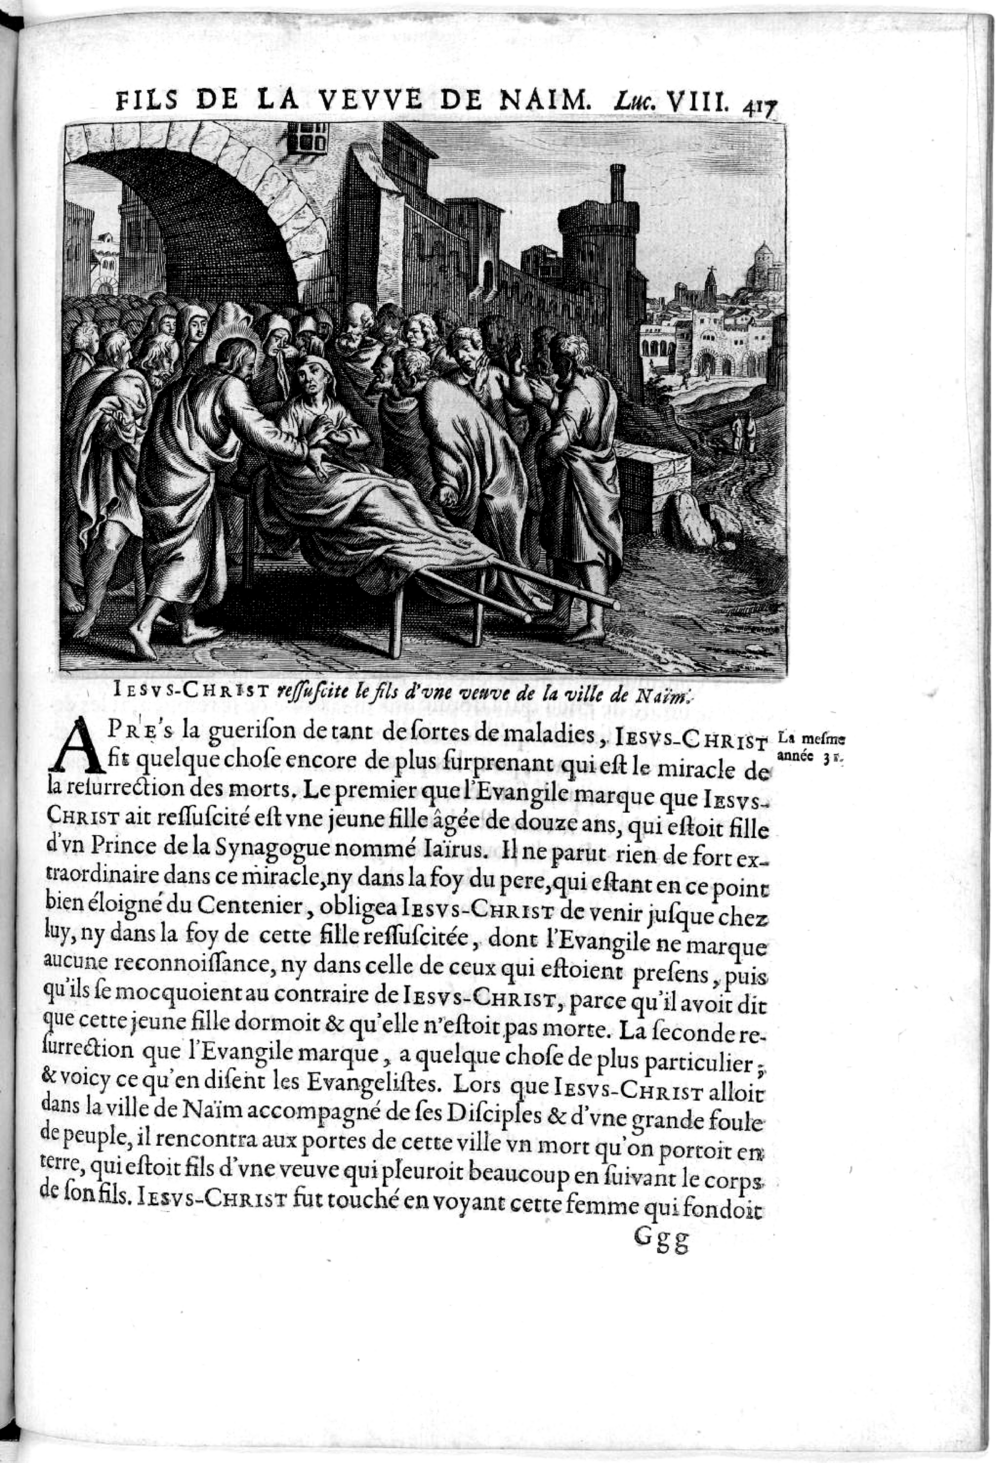 FILS DE LA VEVVE DE NAIM. Luc. VIII. 417
IESVS-CHRIST reſſuſcite le fils d'vne veuve de la ville de Naïm.
APRE's la gueriſon de tant de ſortes de maladies, IESVS-CHRIST
fit quelque choſe encore de plus ſurprenant qui eſt le miracle de
la reſurrection des morts. Le premier que l'Evangile marque que IESVS-
CHRIST ait reſſuſcité eſt vne jeune fille âgée de douze ans, qui eſtoit fille
d'vn Prince de la Synagogue nommé Iaïrus. Il ne parut rien de fort ex-
traordinaire dans ce miracle, ny dans la foy du pere, qui eſtant en ce point
bien éloigné du Centenier, obligea IESVS-CHRIST de venir juſque chez
luy, ny dans la foy de cette fille reſſuſcitée, dont l'Evangile ne marque
aucune reconnoiſſance, ny dans celle de ceux qui eſtoient preſens, puis
qu'ils ſe mocquoient au contraire de IESVS-CHRIST, parce qu'il avoit dit
que cette jeune fille dormoit & qu'elle n'eſtoit pas morte. La ſeconde re-
ſurrection que l'Evangile marque, a quelque choſe de plus particulier;
& voicy ce qu'en diſent les Evangeliſtes. Lors que IESVS-CHRIST alloit
dans la ville de Naïm accompagné de ſes Diſciples & d'vne grande foule
de peuple, il rencontra aux portes de cette ville vn mort qu'on portoit en
terre, qui eſtoit fils d'vne veuve qui pleuroit beaucoup en ſuivant le corps
de ſon fils. IESVS-CHRIST fut touché en voyant cette femme qui fondoit
La meſme
année 31.
Ggg